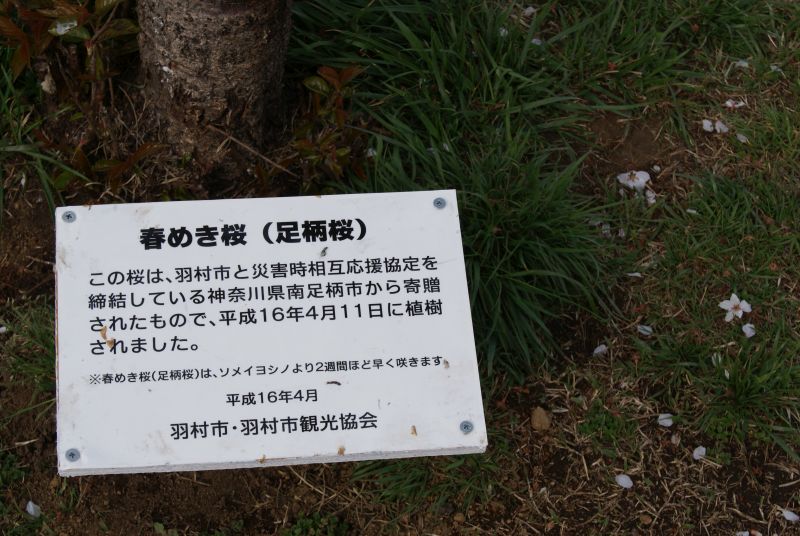 春めき桜（足柄桜）
この桜は、羽村市と災害時相互応援協定を
締結している神奈川県南足柄市から寄贈
されたもので、平成16年4月11日に植樹
されました。
※春めき桜(足柄桜)は、ソメイヨシノより2週間ほど早く咲きます
平成16年4月
羽村市・羽村市観光協会